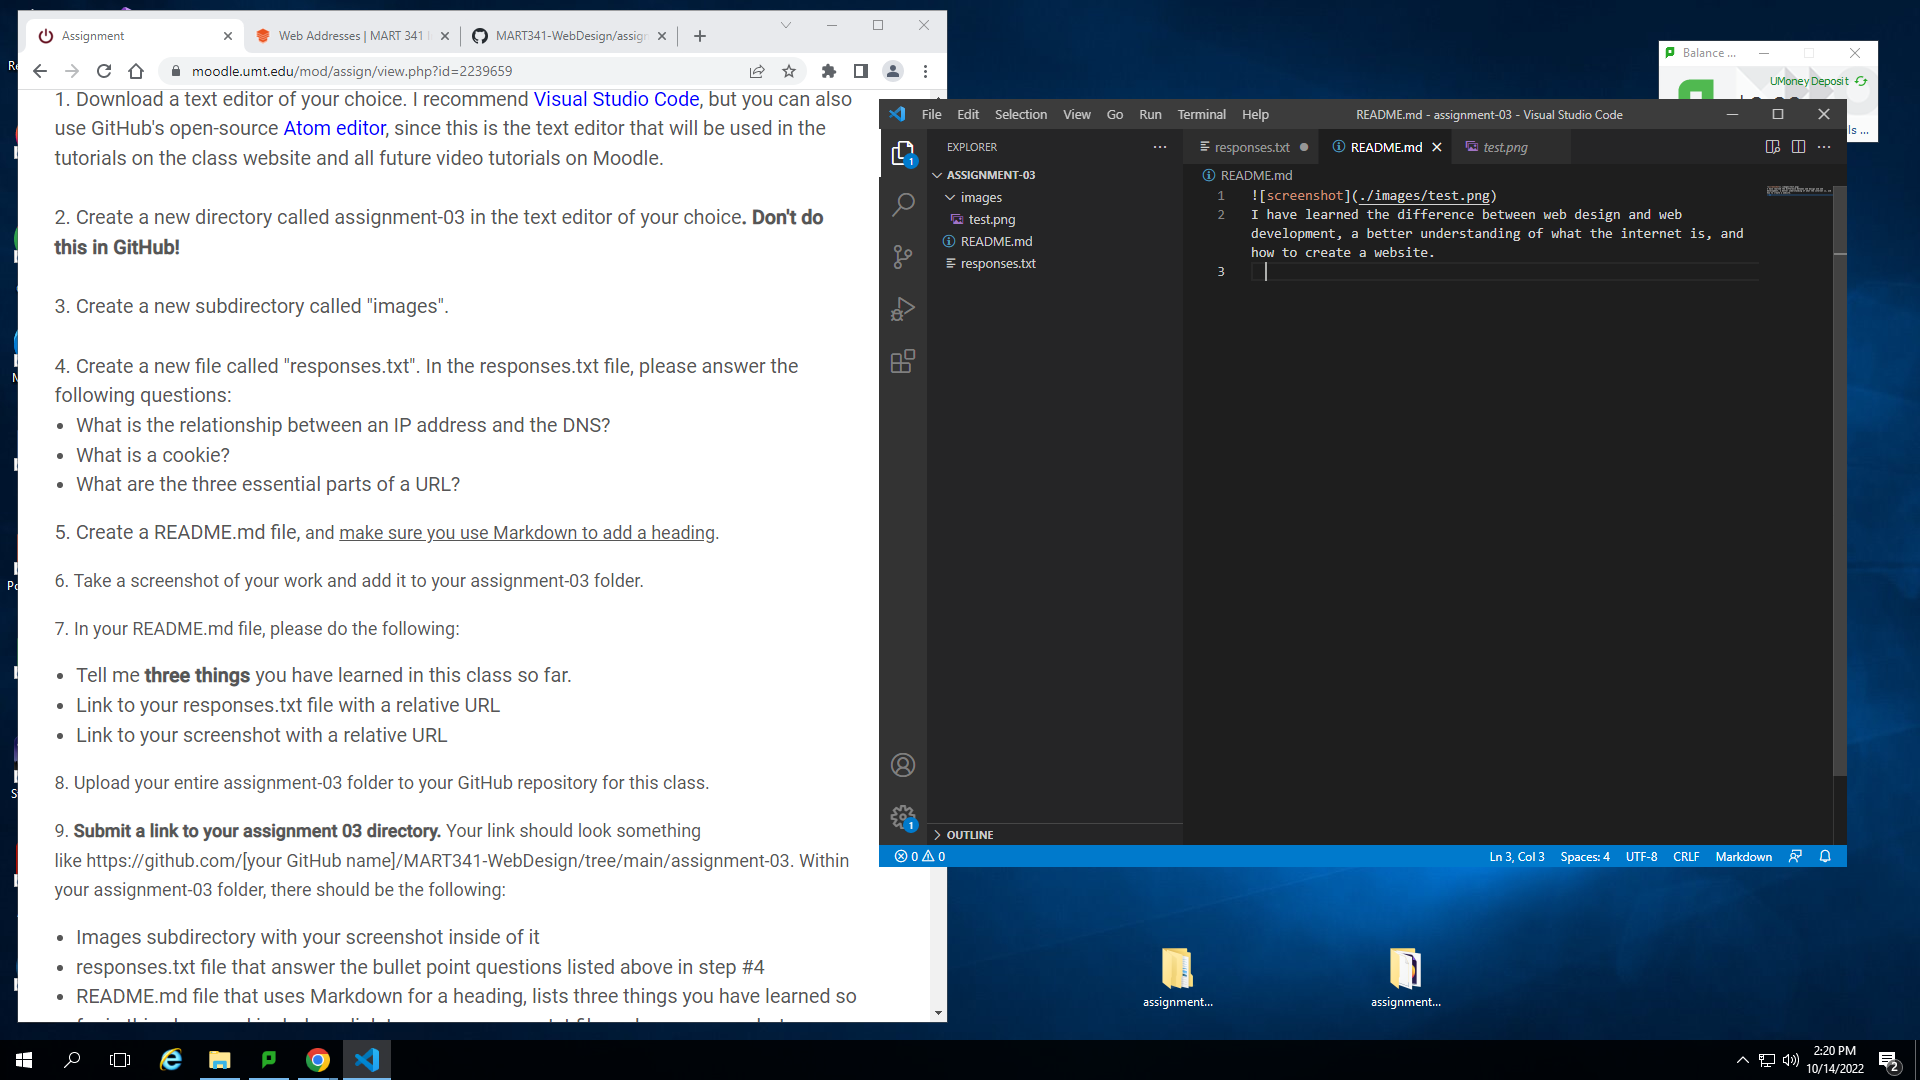 Assignment
Web Addresses | MART 341
MART341-WebDesign/assign
moodle.umt.edu/mod/assign/view.php?id=2239659
1. Download a text editor of your choice. I recommend Visual Studio Code, but you can also
use GitHub's open-source Atom editor, since this is the text editor that will be used in the
tutorials on the class website and all future video tutorials on Moodle.
2. Create a new directory called assignment-03 in the text editor of your choice. Don't do
this in GitHub!
3. Create a new subdirectory called "images".
4. Create a new file called "responses.txt". In the responses.txt file, please answer the
following questions:
• What is the relationship between an IP address and the DNS?
• What is a cookie?
• What are the three essential parts of a URL?
5. Create a README.md file, and make sure you use Markdown to add a heading.
6. Take a screenshot of your work and add it to your assignment-03 folder.
7. In your README.md file, please do the following:
• Tell me three things you have learned in this class so far.
• Link to your responses.txt file with a relative URL
• Link to your screenshot with a relative URL
8. Upload your entire assignment-03 folder to your GitHub repository for this class.
9. Submit a link to your assignment 03 directory. Your link should look something
like https://github.com/[your GitHub name]/MART341-WebDesign/tree/main/assignment-03. Within
your assignment-03 folder, there should be the following:
• Images subdirectory with your screenshot inside of it
• responses.txt file that answer the bullet point questions listed above in step #4
• README.md file that uses Markdown for a heading, lists three things you have learned so
Balance ...
UMoney Deposit
ls ...
File Edit Selection View Go Run Terminal Help
README.md - assignment-03 - Visual Studio Code
EXPLORER
responses.txt
README.md
test.png
ASSIGNMENT-03
images
test.png
README.md
responses.txt
OUTLINE
README.md
1 ![screenshot](./images/test.png)
2 I have learned the difference between web design and web
development, a better understanding of what the internet is, and
how to create a website.
3
1
1
0 0
Ln 3, Col 3 Spaces: 4 UTF-8 CRLF Markdown
assignment...
assignment...
2:20 PM
10/14/2022
2